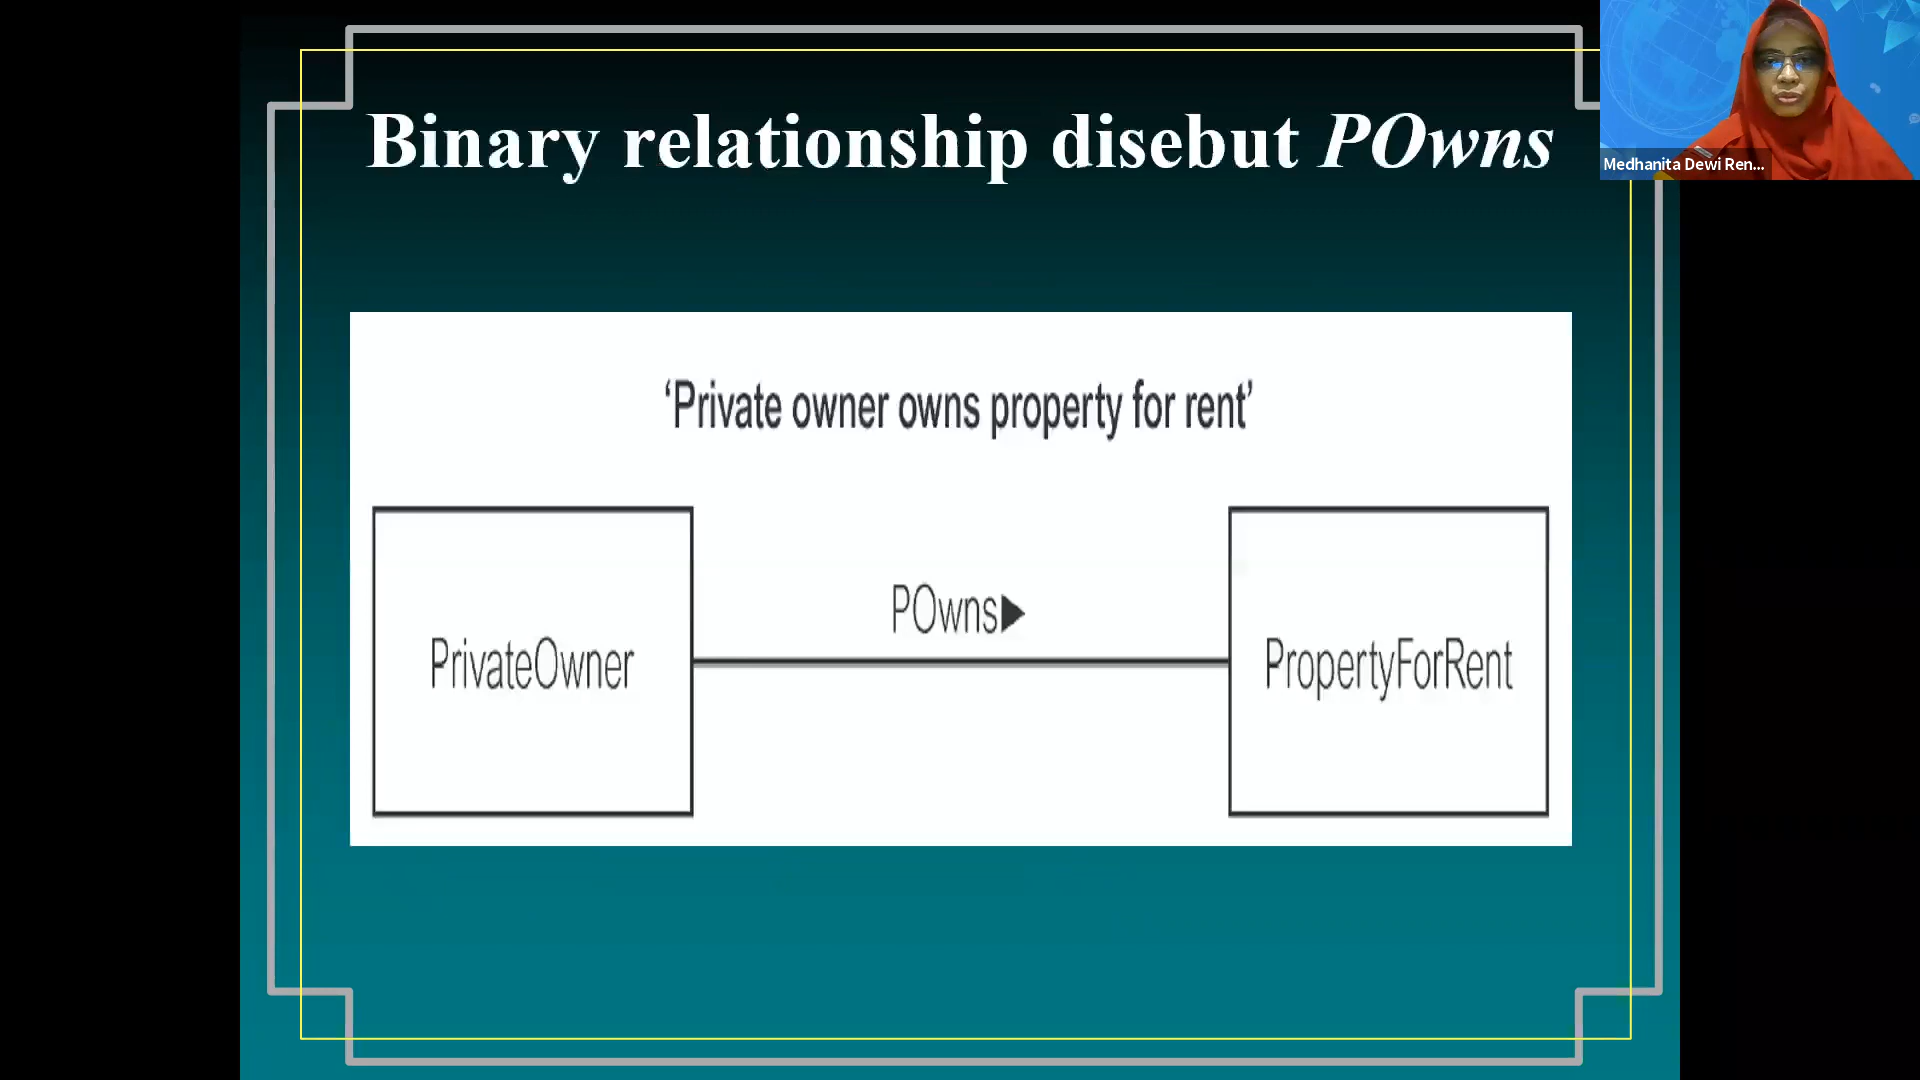 Binary relationship disebut POwns
Medhanita Dewi Ren...
‘Private owner owns property for rent’
POwns▶
PrivateOwner
PropertyForRent